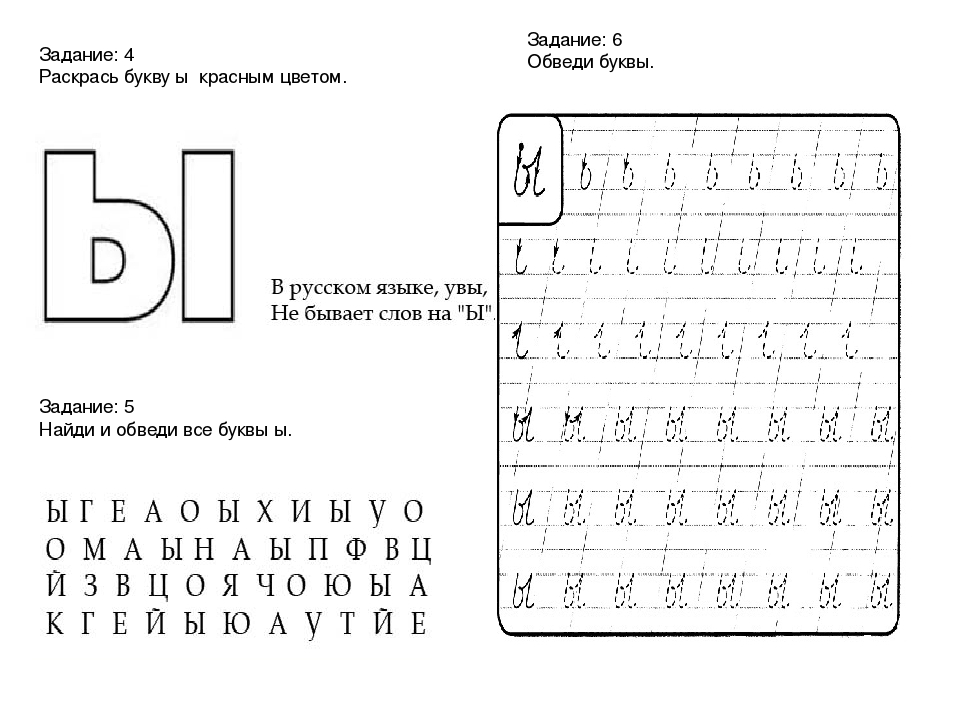 Задание: 4
Раскрась букву ы  красным цветом.
Ы
В русском языке, увы,
Не бывает слов на "Ы".
Задание: 5
Найди и обведи все буквы ы.
Ы Г Е А О Ы Х И Ы У О
О М А Ы Н А Ы П Ф В Ц
Й З В Ц О Я Ч О Ю Ы А
К Г Е Й Ы Ю А У Т Й Е
Задание: 6
Обведи буквы.
ы ь ь ь ь ь ь ь ь
ι ι ι ι ι ι ι ι ι ι
ι ι ι ι ι ι ι ι ι
ы ы ы ы ы ы ы ы
ы ы ы ы ы ы ы ы
ы ы ы ы ы ы ы ы